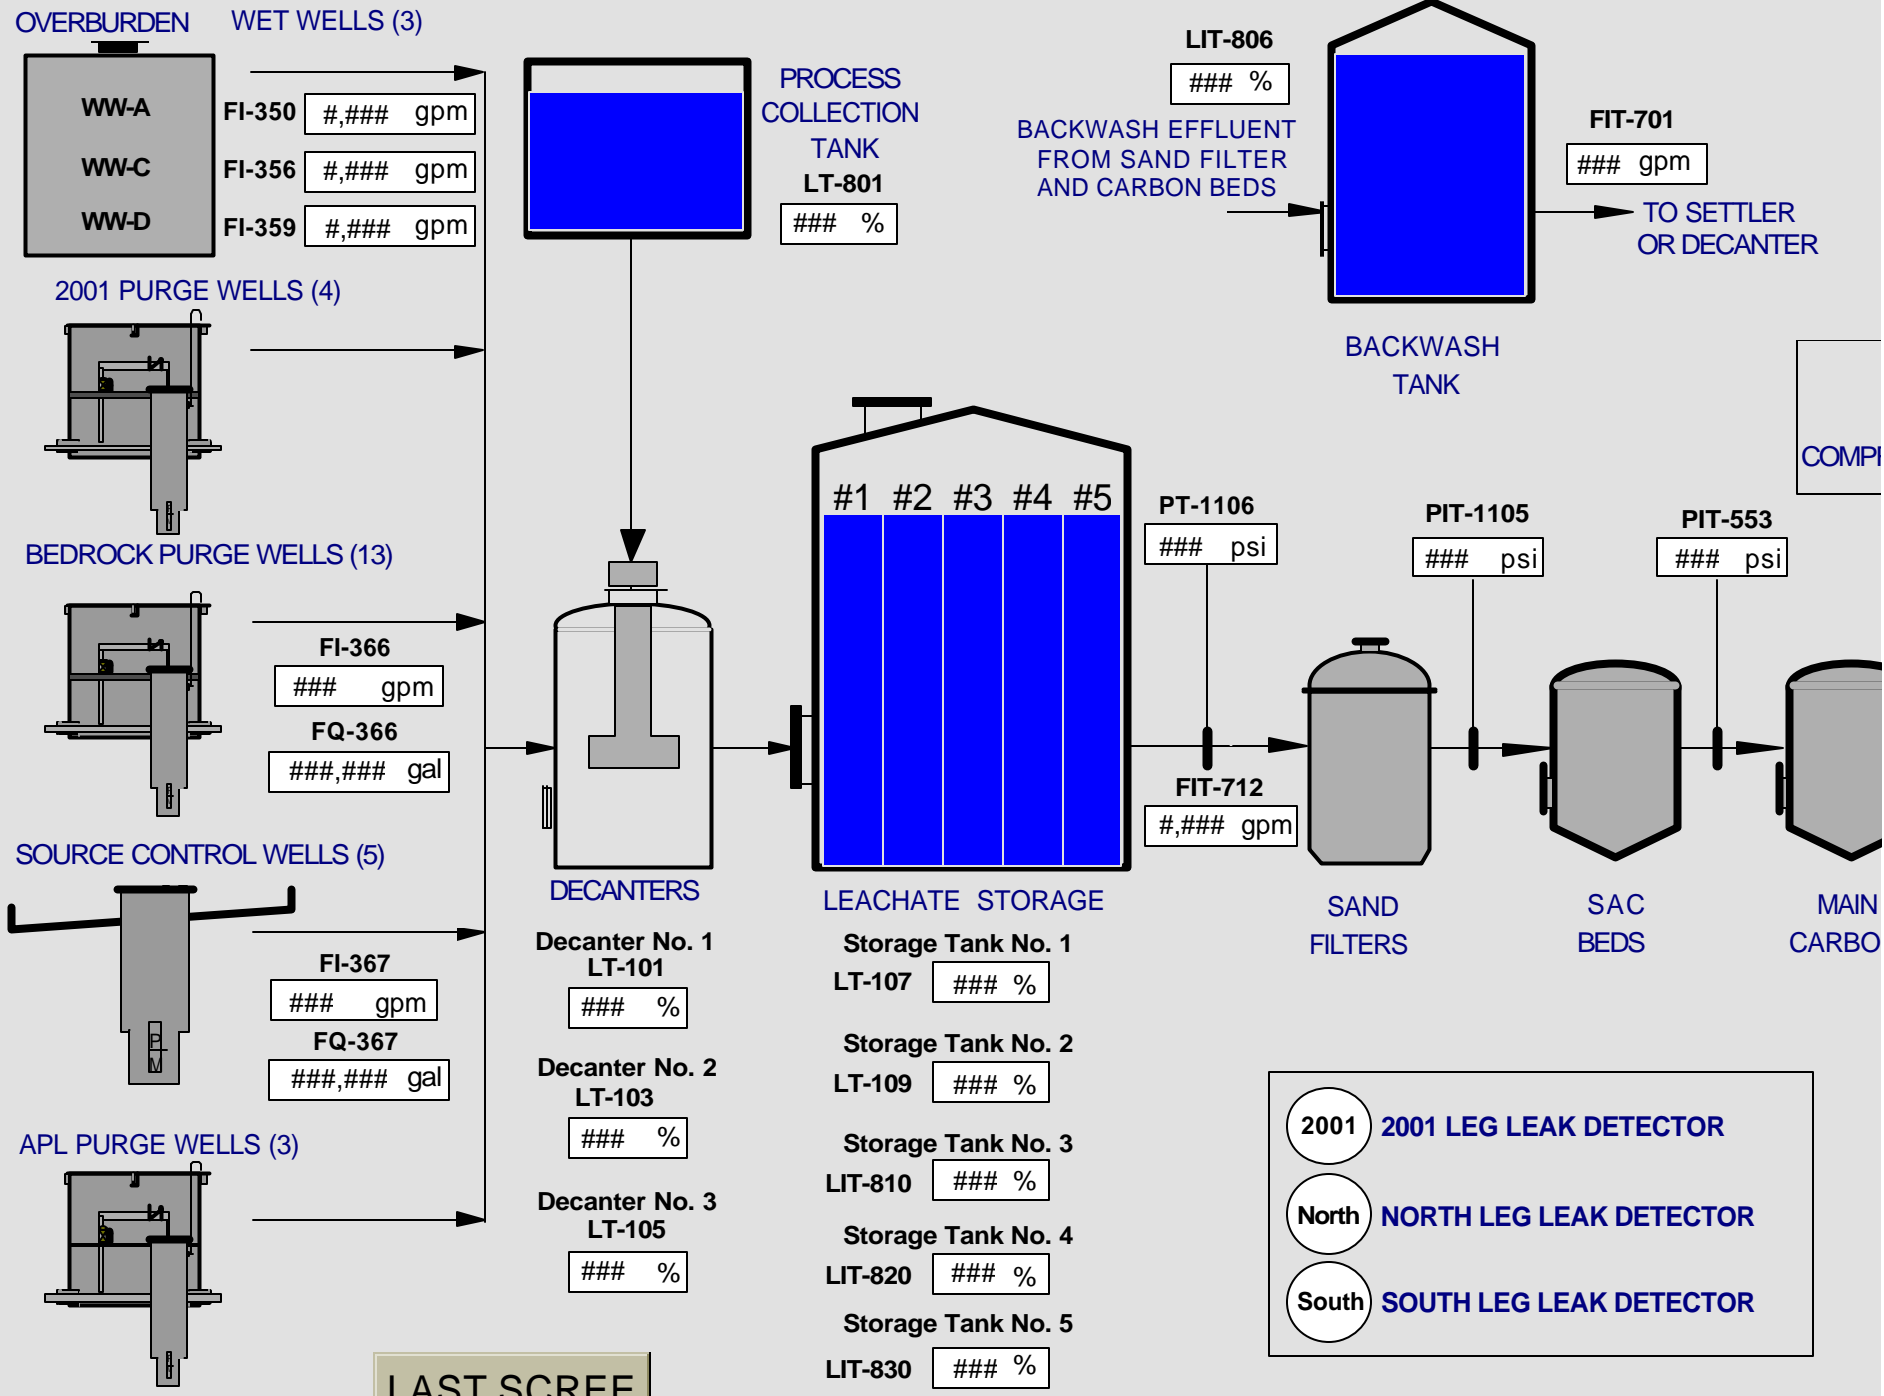 OVERBURDEN WET WELLS (3)
WW-A
WW-C
WW-D
FI-350 #,### gpm
FI-356 #,### gpm
FI-359 #,### gpm
2001 PURGE WELLS (4)
BEDROCK PURGE WELLS (13)
FI-366
### gpm
FQ-366
###,### gal
SOURCE CONTROL WELLS (5)
P
M
FI-367
### gpm
FQ-367
###,### gal
APL PURGE WELLS (3)
LAST SCREE
PROCESS
COLLECTION
TANK
LT-801
### %
DECANTERS
Decanter No. 1
LT-101
### %
Decanter No. 2
LT-103
### %
Decanter No. 3
LT-105
### %
#1 #2 #3 #4 #5
LEACHATE STORAGE
Storage Tank No. 1
LT-107 ### %
Storage Tank No. 2
LT-109 ### %
Storage Tank No. 3
LIT-810 ### %
Storage Tank No. 4
LIT-820 ### %
Storage Tank No. 5
LIT-830 ### %
LIT-806
### %
BACKWASH EFFLUENT
FROM SAND FILTER
AND CARBON BEDS
BACKWASH
TANK
FIT-701
### gpm
TO SETTLER
OR DECANTER
COMP
PT-1106
### psi
FIT-712
#,### gpm
PIT-1105
### psi
PIT-553
### psi
SAND
FILTERS
SAC
BEDS
MAIN
CARBO
2001 2001 LEG LEAK DETECTOR
North NORTH LEG LEAK DETECTOR
South SOUTH LEG LEAK DETECTOR